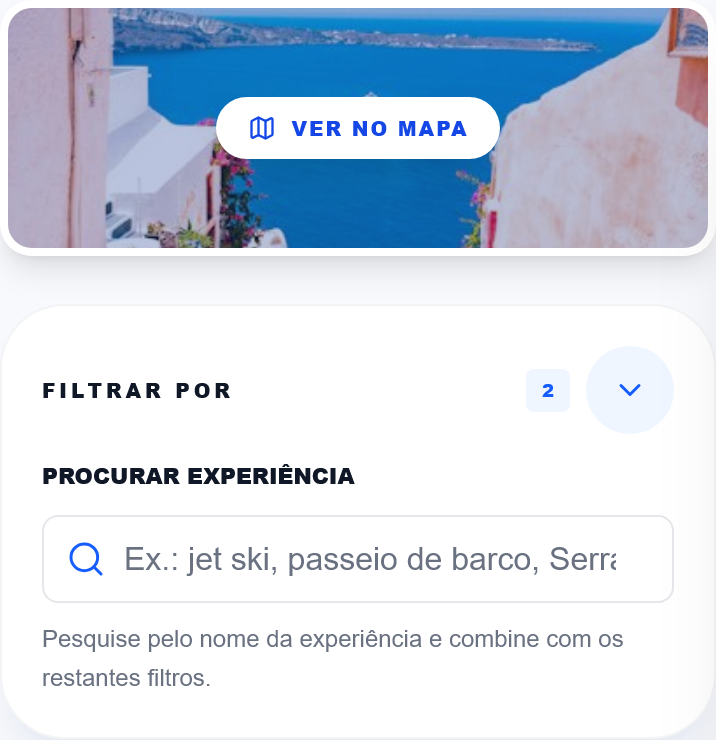 VER NO MAPA
FILTRAR POR
2
PROCURAR EXPERIÊNCIA
Ex.: jet ski, passeio de barco, Serra
Pesquise pelo nome da experiência e combine com os
restantes filtros.